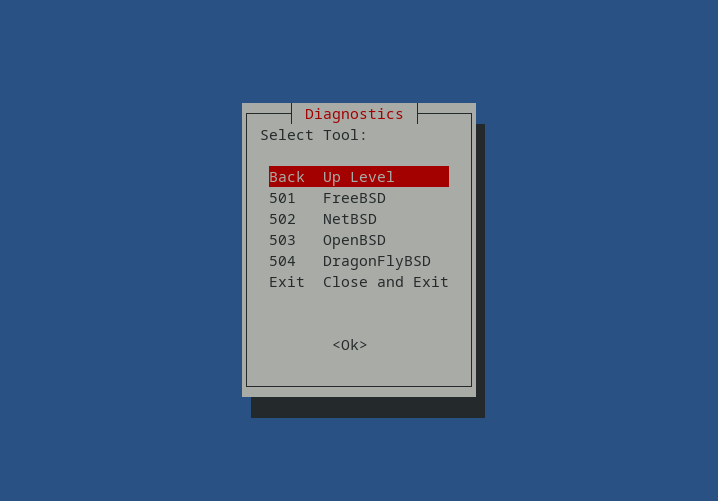 Diagnostics
Select Tool:
Back  Up Level
501   FreeBSD
502   NetBSD
503   OpenBSD
504   DragonFlyBSD
Exit  Close and Exit
<Ok>